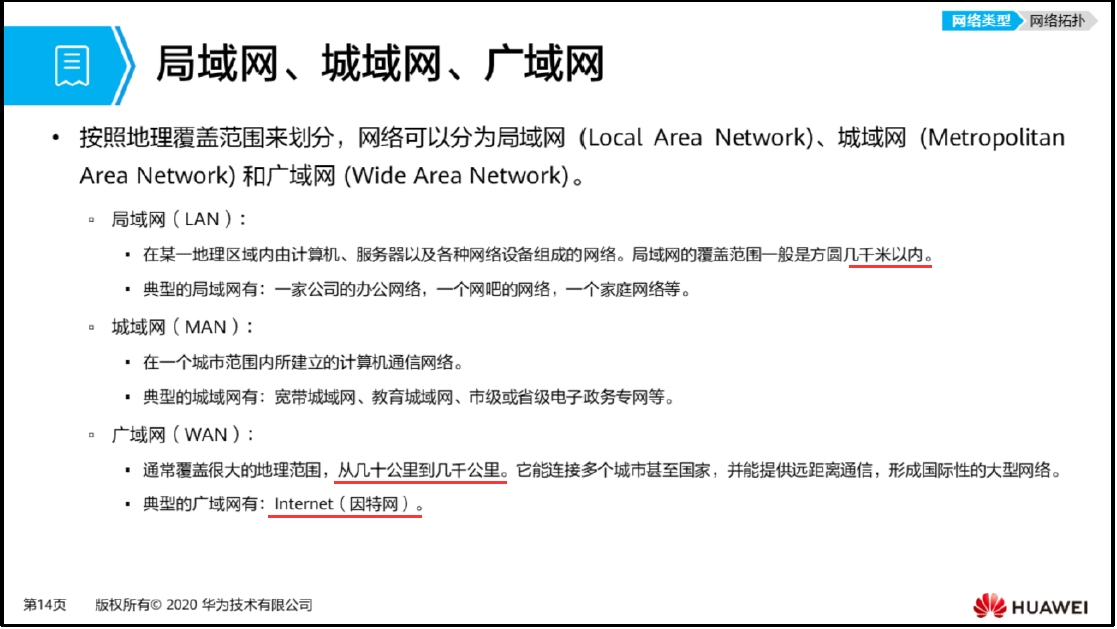 网络类型 网络拓扑
局域网、城域网、广域网
• 按照地理覆盖范围来划分，网络可以分为局域网 (Local Area Network)、城域网 (Metropolitan
Area Network) 和广域网 (Wide Area Network)。
▫ 局域网（LAN）：
▪ 在某一地理区域内由计算机、服务器以及各种网络设备组成的网络。局域网的覆盖范围一般是方圆几千米以内。
▪ 典型的局域网有：一家公司的办公网络，一个网吧的网络，一个家庭网络等。
▫ 城域网（MAN）：
▪ 在一个城市范围内所建立的计算机通信网络。
▪ 典型的城域网有：宽带城域网、教育城域网、市级或省级电子政务专网等。
▫ 广域网（WAN）：
▪ 通常覆盖很大的地理范围，从几十公里到几千公里。它能连接多个城市甚至国家，并能提供远距离通信，形成国际性的大型网络。
▪ 典型的广域网有：Internet（因特网）。
第14页 版权所有© 2020 华为技术有限公司
HUAWEI